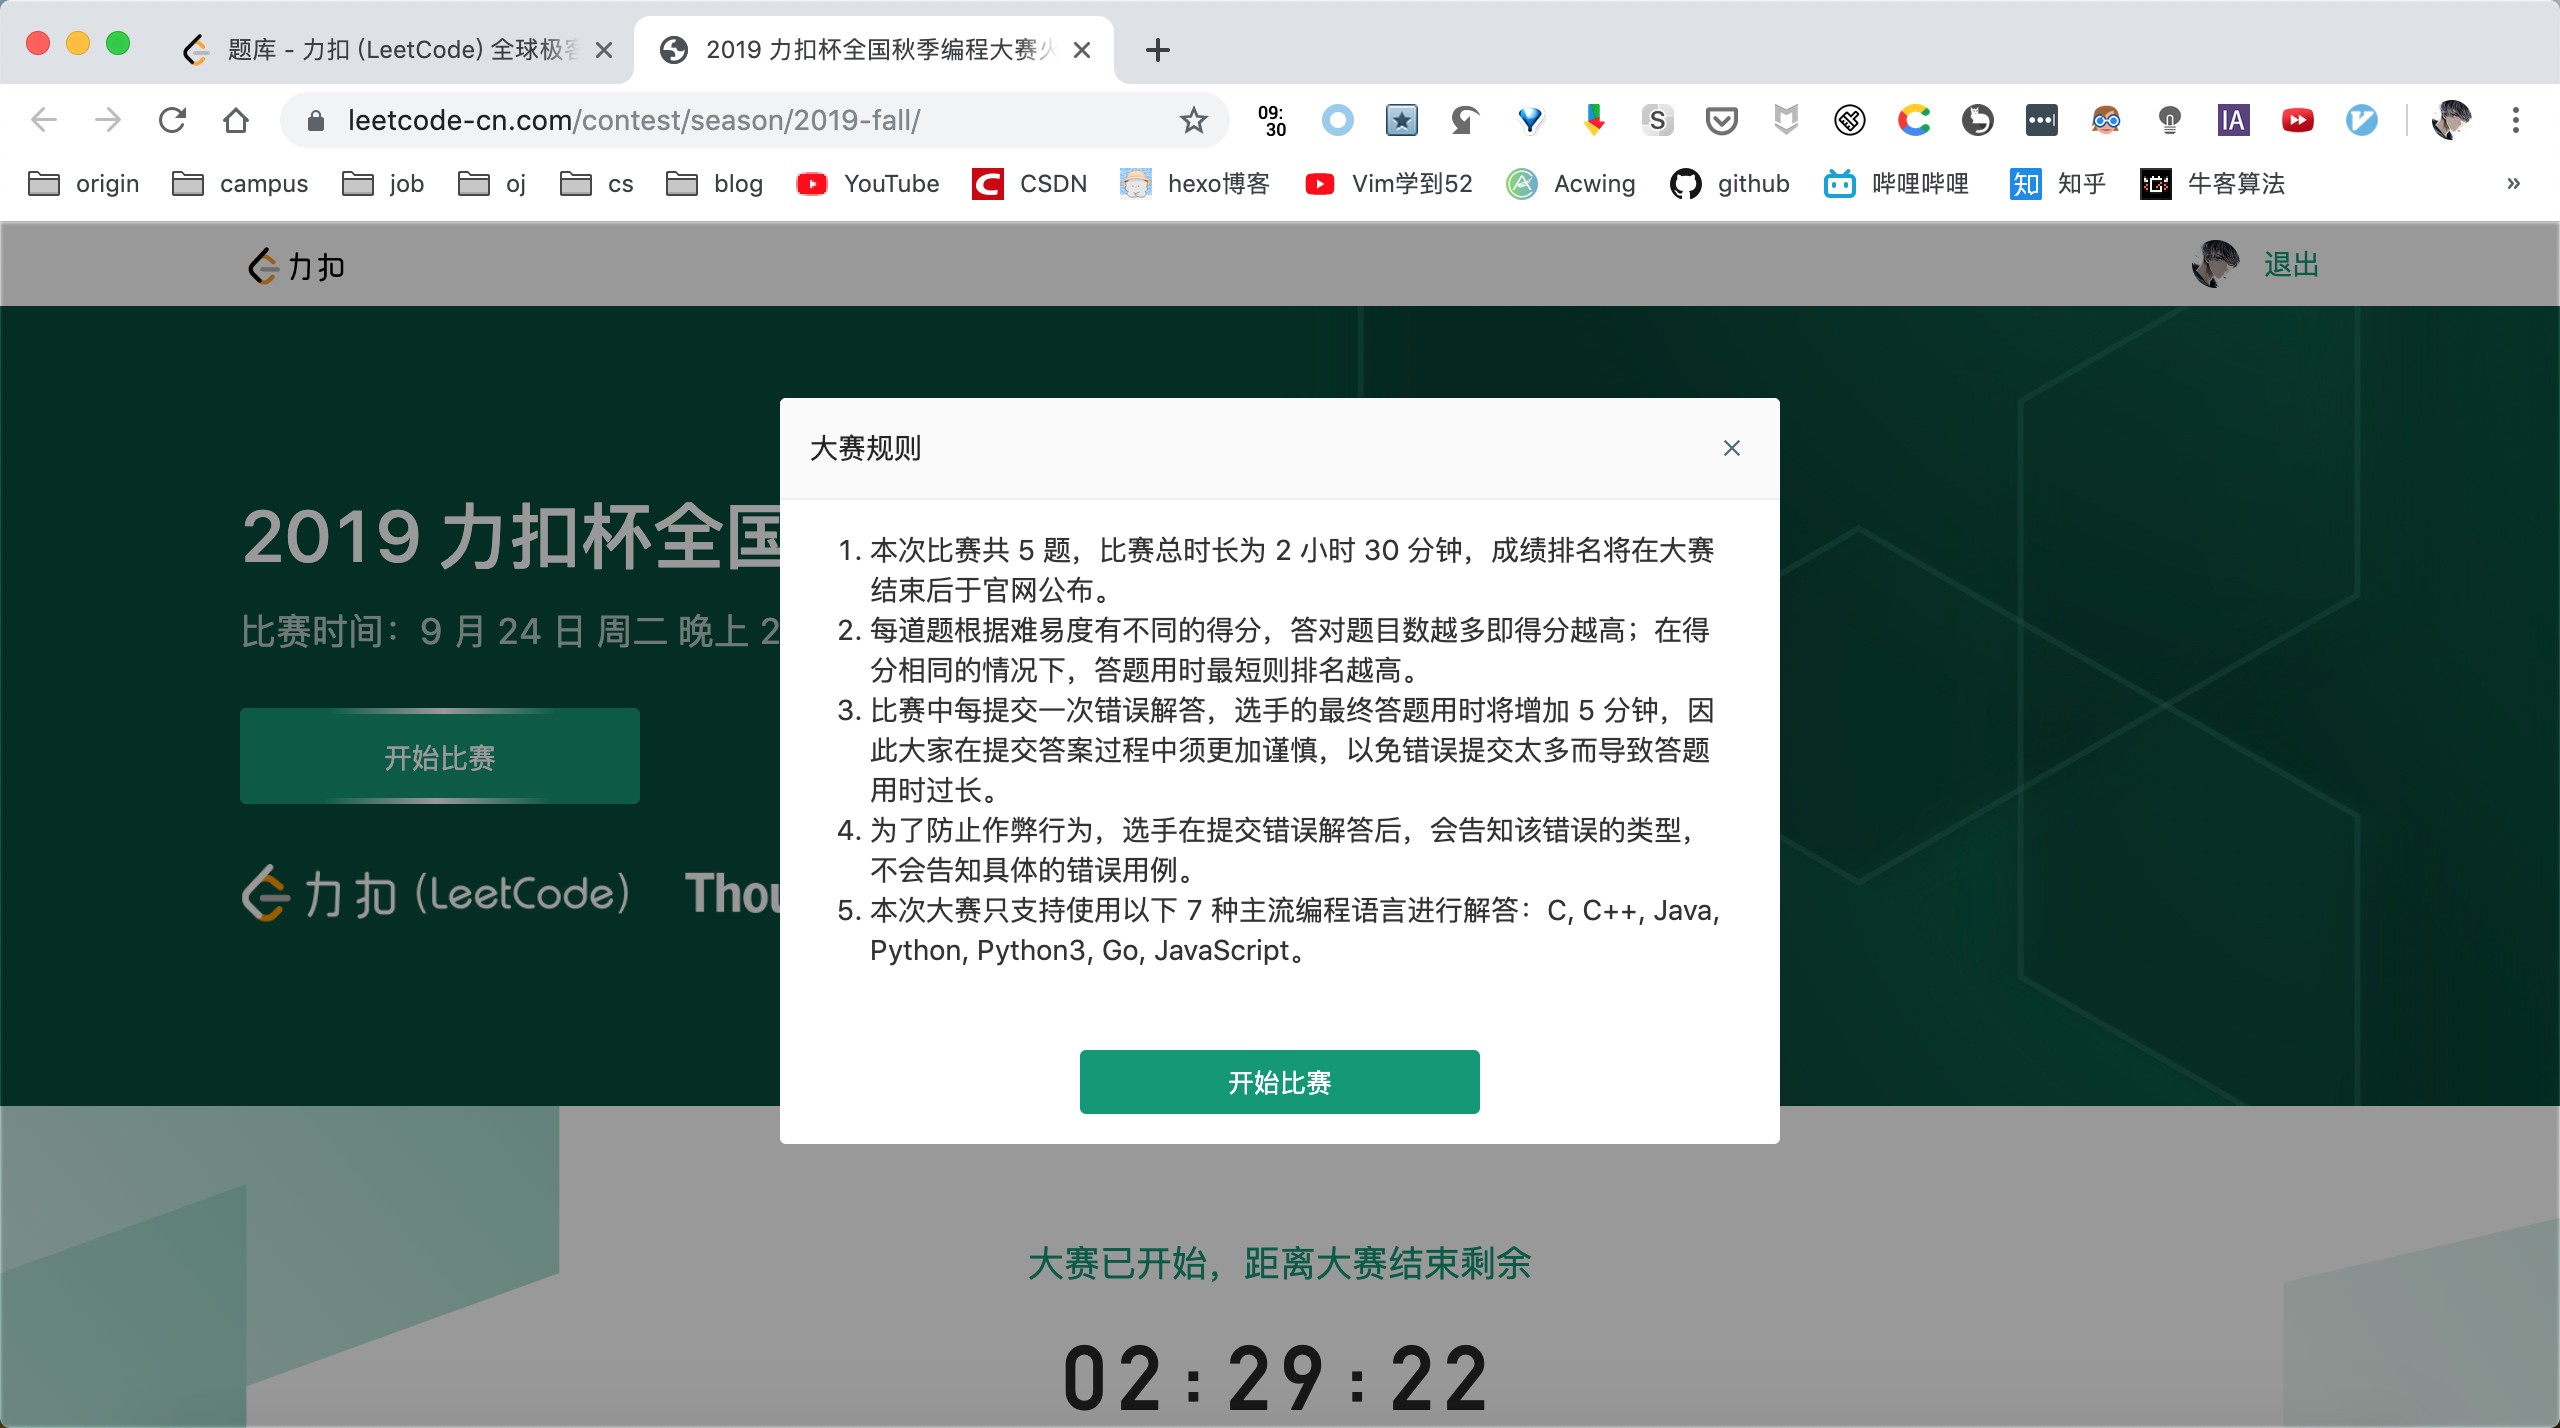 题库 - 力扣 (LeetCode) 全球极客
2019 力扣杯全国秋季编程大赛火
leetcode-cn.com/contest/season/2019-fall/
09:
30
S
IA
origin campus job oj cs blog YouTube CSDN hexo博客 Vim学到52 Acwing github 哔哩哔哩 知 知乎 牛客算法 »
力扣
退出
2019 力扣杯全国
比赛时间：9 月 24 日 周二 晚上 2
开始比赛
力扣 (LeetCode) Thou
大赛规则
1. 本次比赛共 5 题，比赛总时长为 2 小时 30 分钟，成绩排名将在大赛
结束后于官网公布。
2. 每道题根据难易度有不同的得分，答对题目数越多即得分越高；在得
分相同的情况下，答题用时最短则排名越高。
3. 比赛中每提交一次错误解答，选手的最终答题用时将增加 5 分钟，因
此大家在提交答案过程中须更加谨慎，以免错误提交太多而导致答题
用时过长。
4. 为了防止作弊行为，选手在提交错误解答后，会告知该错误的类型，
不会告知具体的错误用例。
5. 本次大赛只支持使用以下 7 种主流编程语言进行解答：C, C++, Java,
Python, Python3, Go, JavaScript。
开始比赛
大赛已开始，距离大赛结束剩余
02:29:22